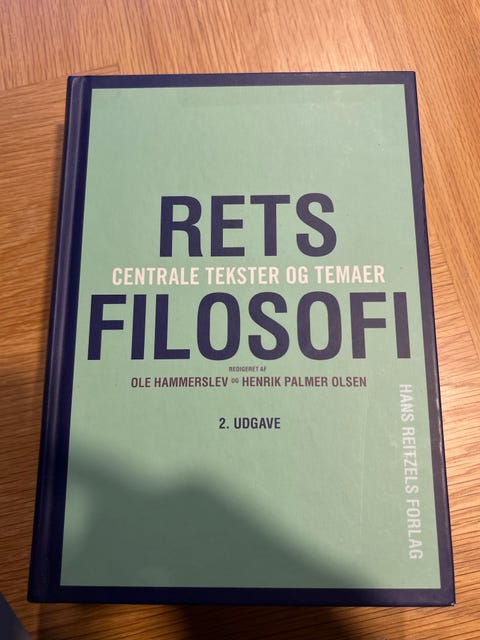 RETS
CENTRALE TEKSTER OG TEMAER
FILOSOFI
REDIGERET AF
OLE HAMMERSLEV OG HENRIK PALMER OLSEN
2. UDGAVE
HANS REITZELS FORLAG